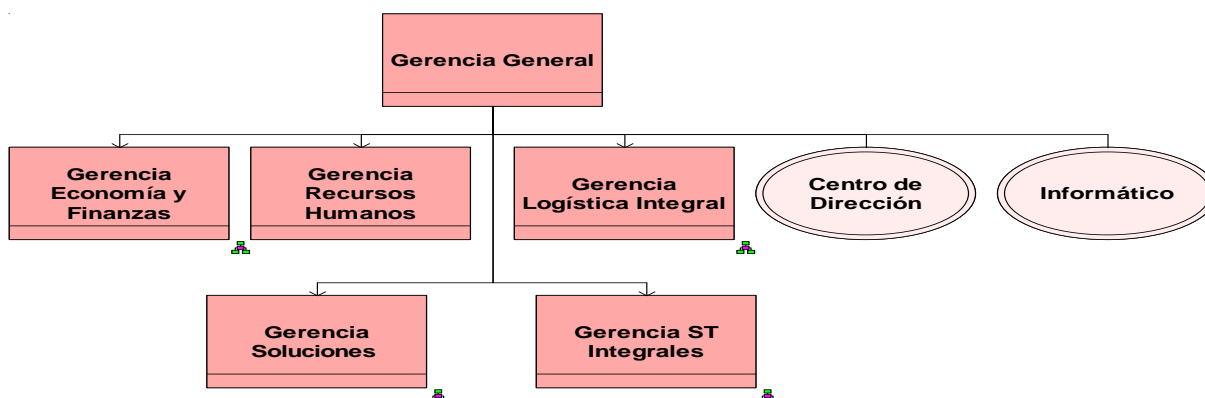 Gerencia General
Gerencia
Economía y
Finanzas
Gerencia
Recursos
Humanos
Gerencia
Logística Integral
Centro de
Dirección
Informático
Gerencia
Soluciones
Gerencia ST
Integrales